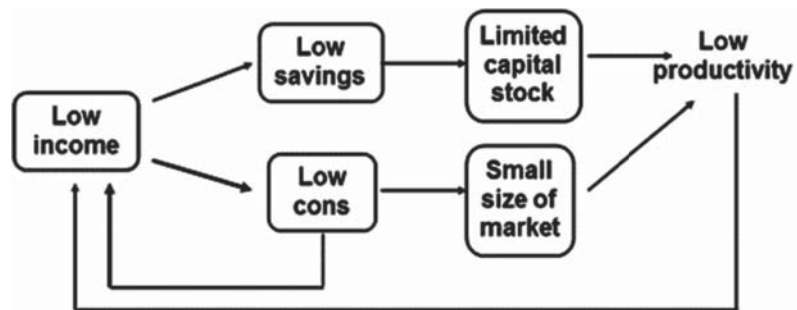 Low
income
Low
savings
Limited
capital
stock
Low
productivity
Low
cons
Small
size of
market